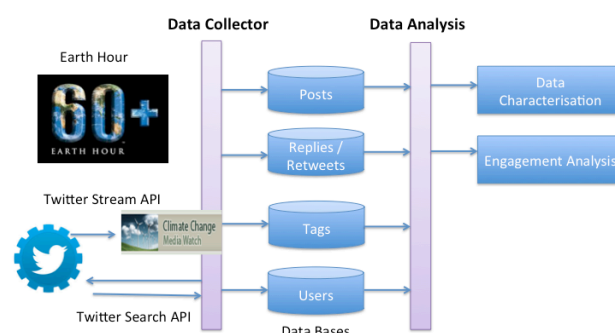 Data Collector
Data Analysis
Earth Hour
60+
EARTH HOUR
Posts
Data
Characterisation
Replies /
Retweets
Engagement Analysis
Twitter Stream API
Climate Change
Media Watch
Tags
Users
Twitter Search API
Data Bases